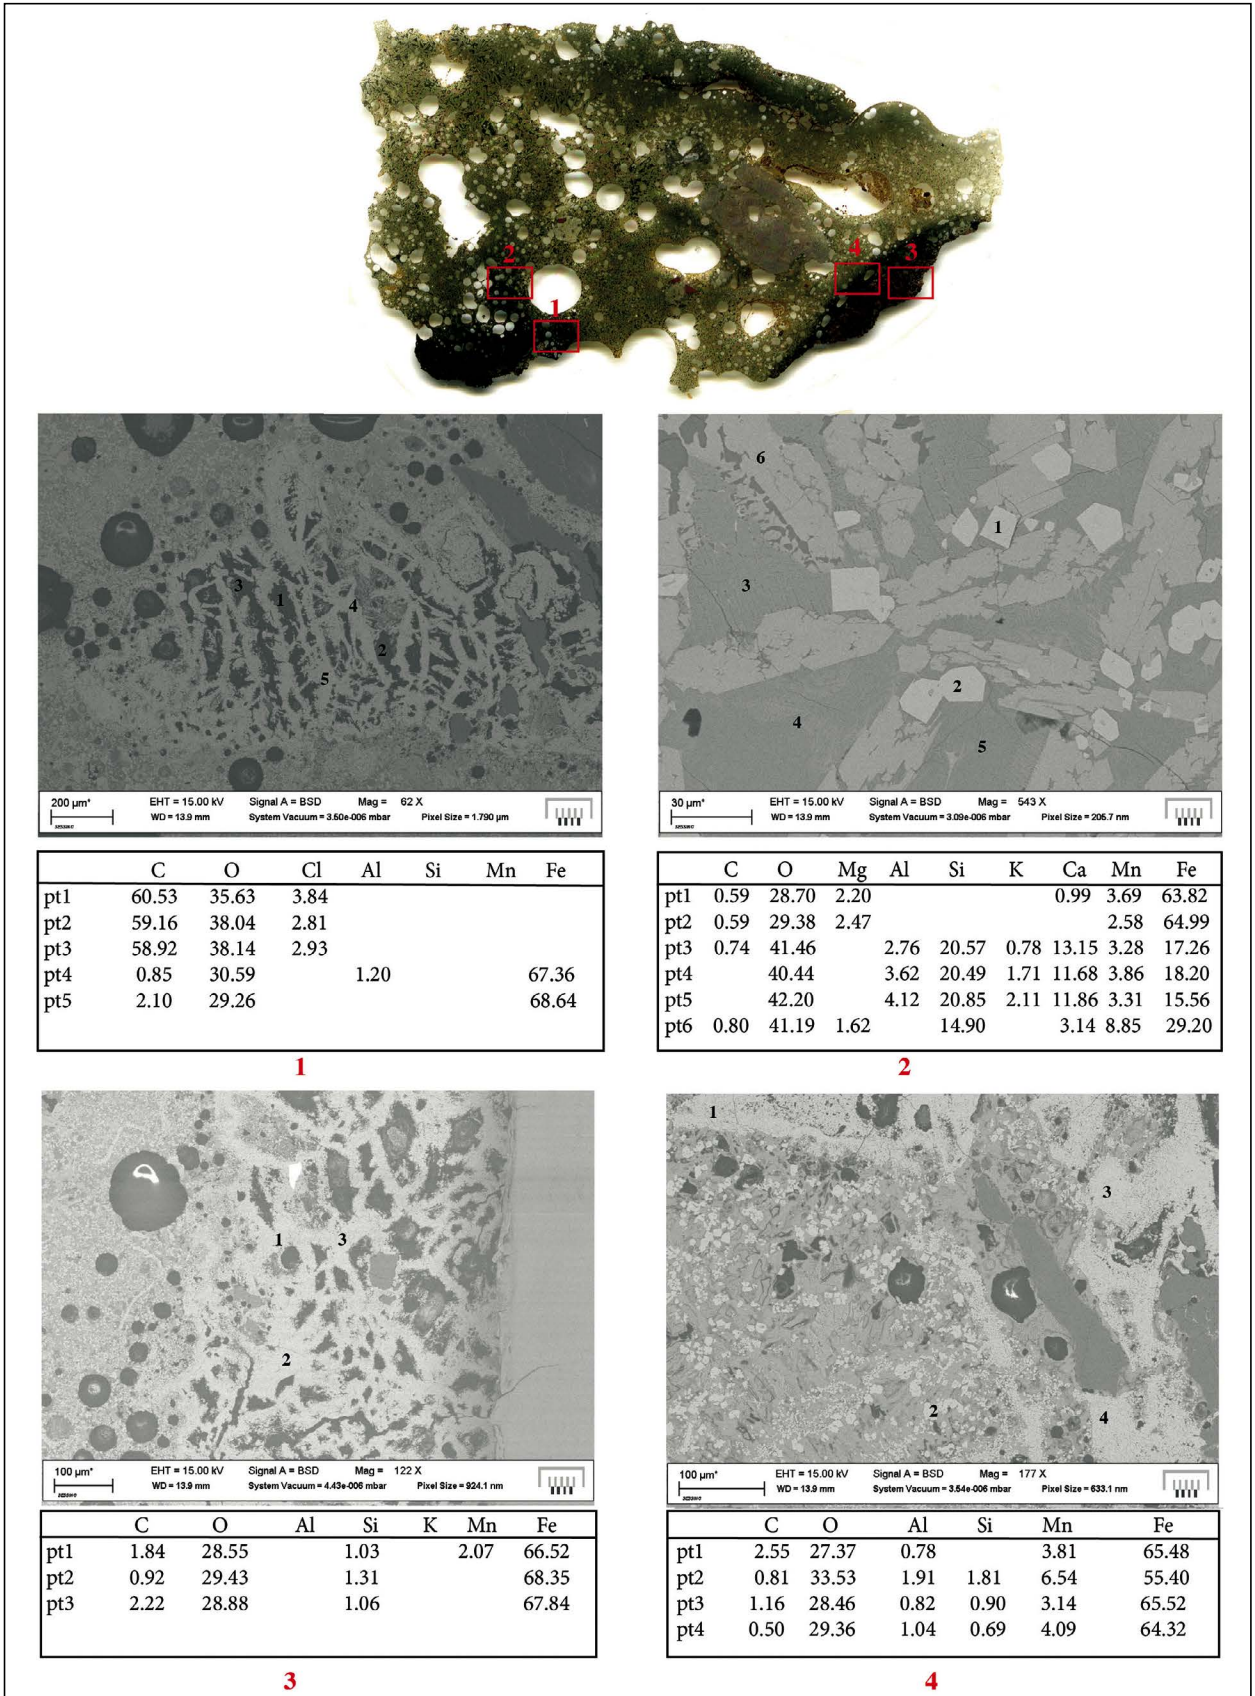 2
4
3
1
3
1
4
2
5
200 µm*
EHT = 15.00 kV
Signal A = BSD
Mag = 62 X
WD = 13.9 mm
System Vacuum = 3.50e-006 mbar
Pixel Size = 1.790 µm
C O Cl Al Si Mn Fe
pt1 60.53 35.63 3.84
pt2 59.16 38.04 2.81
pt3 58.92 38.14 2.93
pt4 0.85 30.59 1.20 67.36
pt5 2.10 29.26 68.64
1
6
1
3
2
4
5
30 µm*
EHT = 15.00 kV
Signal A = BSD
Mag = 543 X
WD = 13.9 mm
System Vacuum = 3.09e-006 mbar
Pixel Size = 205.7 nm
C O Mg Al Si K Ca Mn Fe
pt1 0.59 28.70 2.20 0.99 3.69 63.82
pt2 0.59 29.38 2.47 2.58 64.99
pt3 0.74 41.46 2.76 20.57 0.78 13.15 3.28 17.26
pt4 40.44 3.62 20.49 1.71 11.68 3.86 18.20
pt5 42.20 4.12 20.85 2.11 11.86 3.31 15.56
pt6 0.80 41.19 1.62 14.90 3.14 8.85 29.20
2
1
3
2
100 µm*
EHT = 15.00 kV
Signal A = BSD
Mag = 122 X
WD = 13.9 mm
System Vacuum = 4.43e-006 mbar
Pixel Size = 924.1 nm
C O Al Si K Mn Fe
pt1 1.84 28.55 1.03 2.07 66.52
pt2 0.92 29.43 1.31 68.35
pt3 2.22 28.88 1.06 67.84
3
1
3
2
4
100 µm*
EHT = 15.00 kV
Signal A = BSD
Mag = 177 X
WD = 13.9 mm
System Vacuum = 3.54e-006 mbar
Pixel Size = 633.1 nm
C O Al Si Mn Fe
pt1 2.55 27.37 0.78 3.81 65.48
pt2 0.81 33.53 1.91 1.81 6.54 55.40
pt3 1.16 28.46 0.82 0.90 3.14 65.52
pt4 0.50 29.36 1.04 0.69 4.09 64.32
4